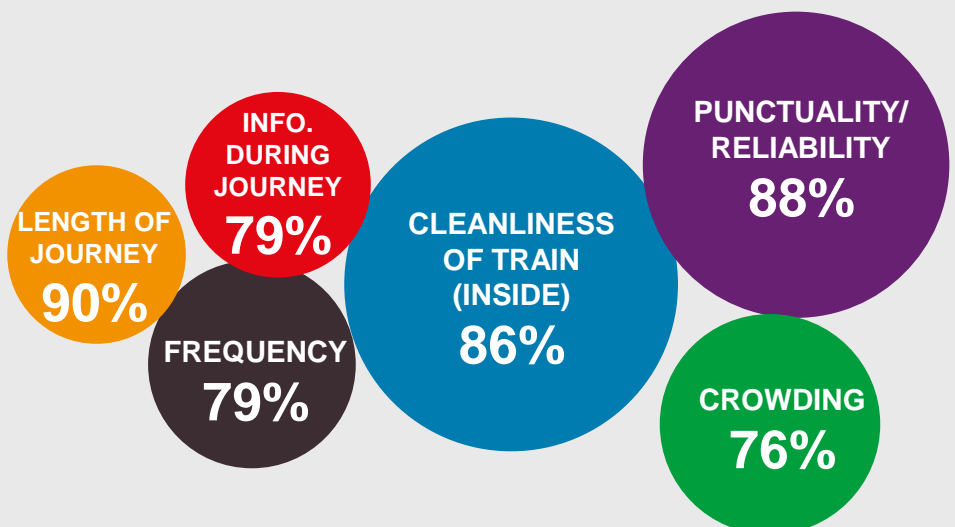 LENGTH OF
JOURNEY
90%
INFO.
DURING
JOURNEY
79%
FREQUENCY
79%
CLEANLINESS
OF TRAIN
(INSIDE)
86%
PUNCTUALITY/
RELIABILITY
88%
CROWDING
76%